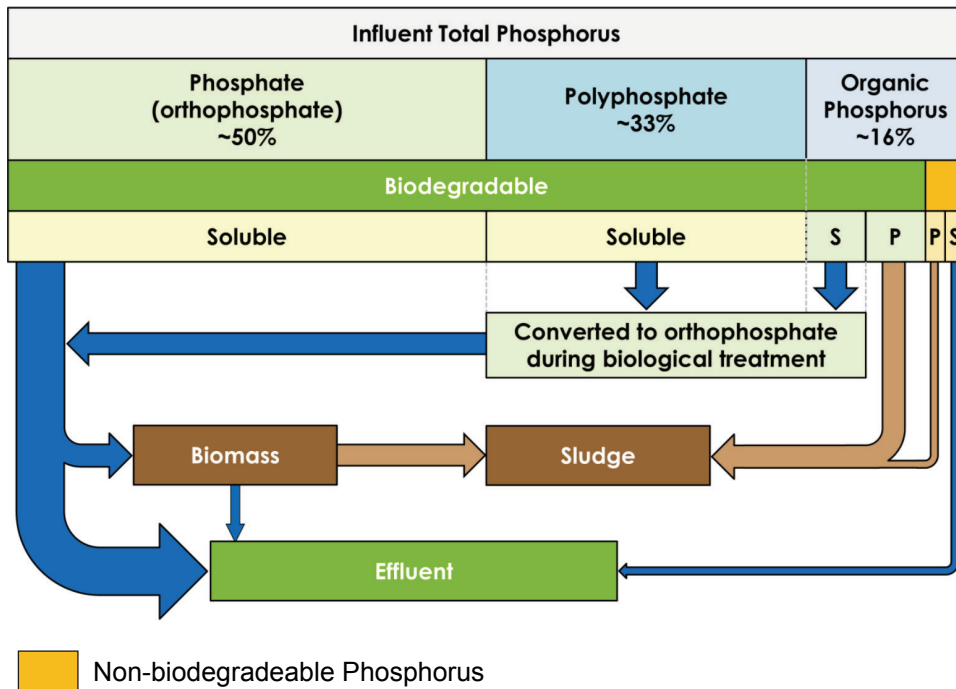 Influent Total Phosphorus
Phosphate
(orthophosphate)
~50%
Polyphosphate
~33%
Organic
Phosphorus
~16%
Biodegradable
Soluble
Soluble
S
P
P
S
Converted to orthophosphate
during biological treatment
Biomass
Sludge
Effluent
Non-biodegradeable Phosphorus